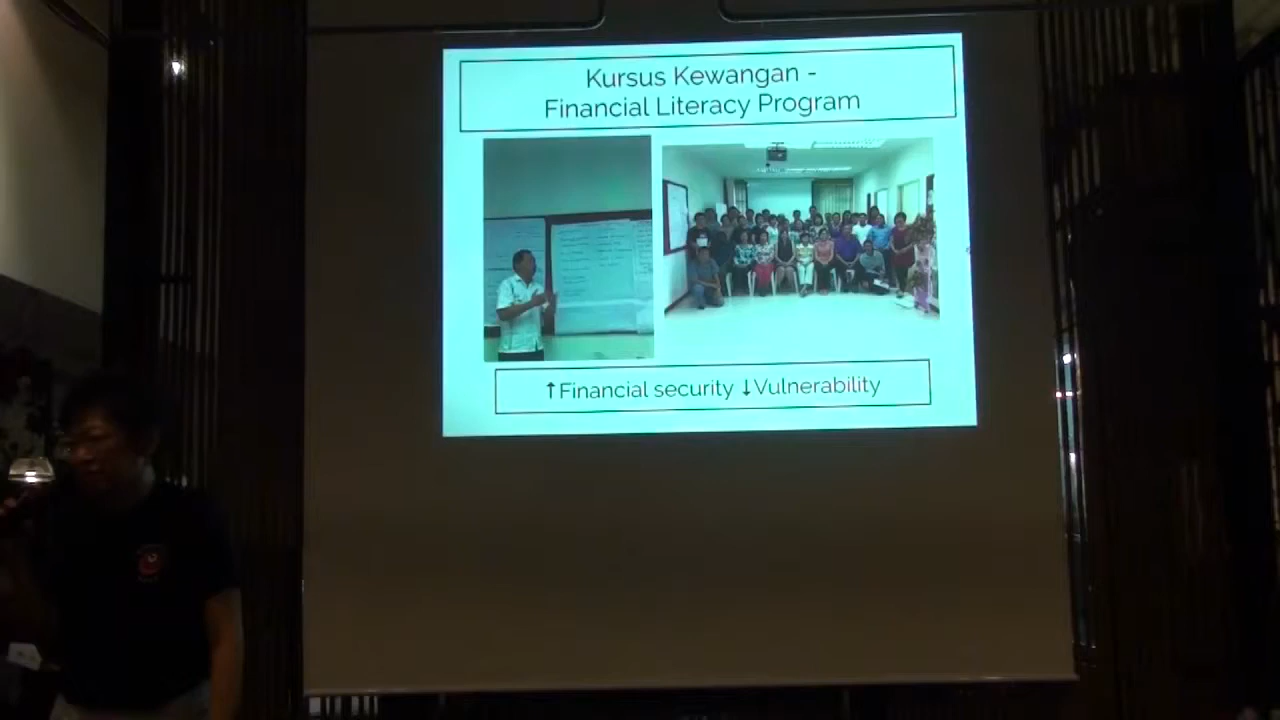 Kursus Kewangan -
Financial Literacy Program
↑Financial security ↓Vulnerability